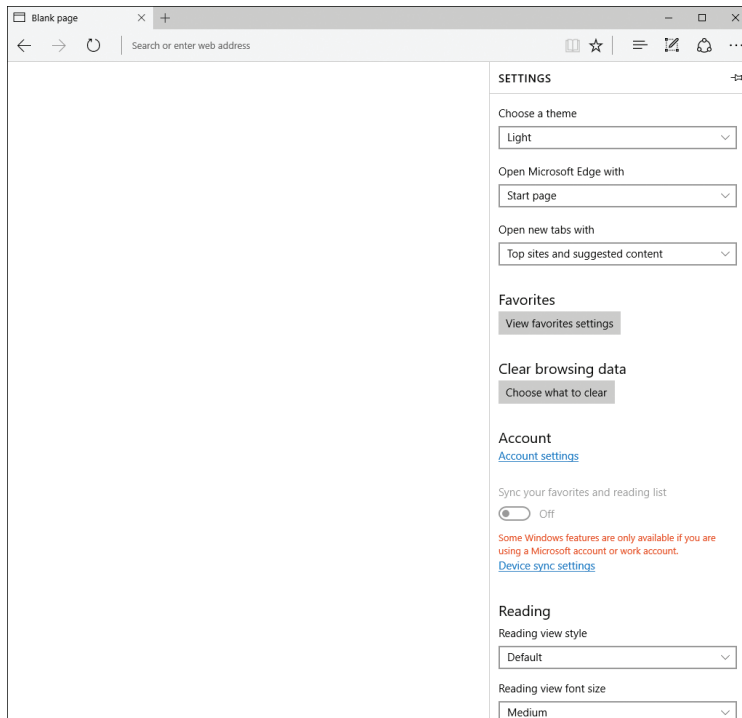 Blank page
Search or enter web address
SETTINGS
Choose a theme
Light
Open Microsoft Edge with
Start page
Open new tabs with
Top sites and suggested content
Favorites
View favorites settings
Clear browsing data
Choose what to clear
Account
Account settings
Sync your favorites and reading list
Off
Some Windows features are only available if you are
using a Microsoft account or work account.
Device sync settings
Reading
Reading view style
Default
Reading view font size
Medium